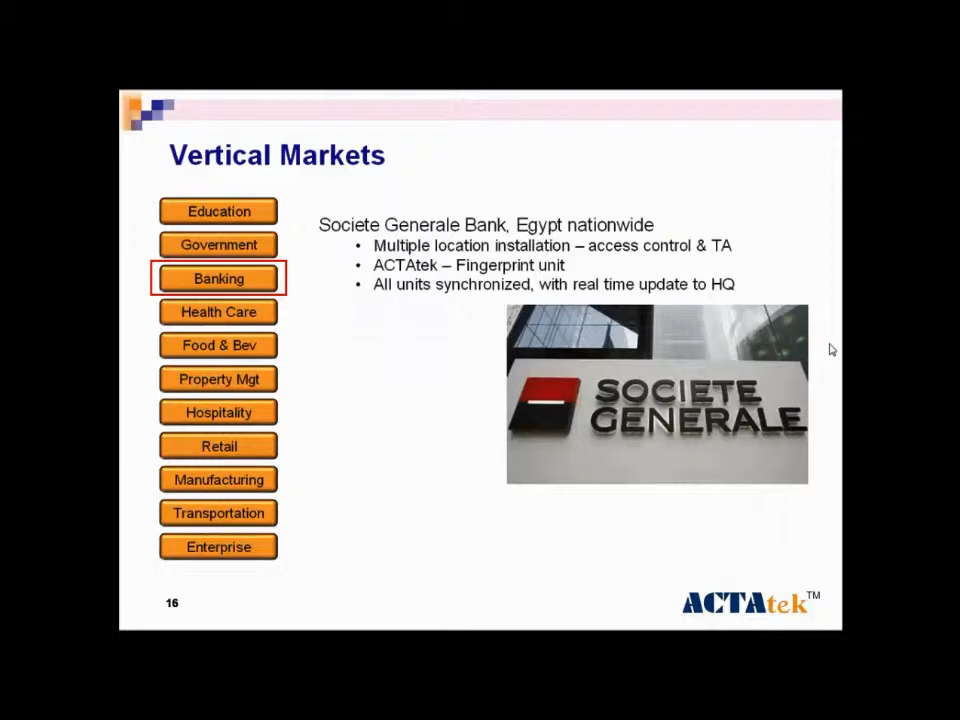 Vertical Markets
Education
Government
Banking
Health Care
Food & Bev
Property Mgt
Hospitality
Retail
Manufacturing
Transportation
Enterprise
Societe Generale Bank, Egypt nationwide
• Multiple location installation – access control & TA
• ACTAtek – Fingerprint unit
• All units synchronized, with real time update to HQ
SOCIETE
GENERALE
16
ACTAtek™